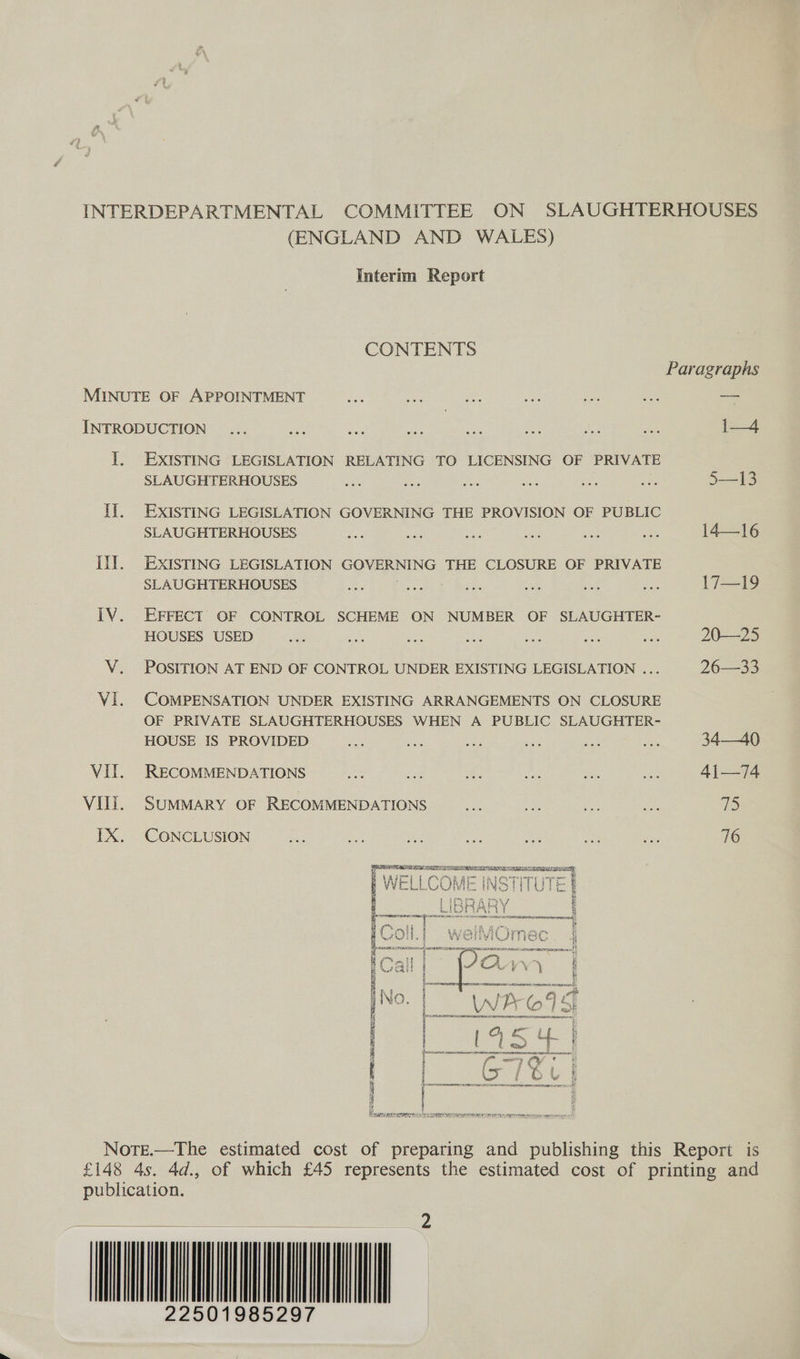 INTERDEPARTMENTAL COMMITTEE ON SLAUGHTERHOUSES
(ENGLAND AND WALES)
Interim Report
CONTENTS
Paragraphs
MINUTE OF APPOINTMENT ... ... ... ... ... ... —
INTRODUCTION ... ... ... ... ... ... ... ... 1—4
I. EXISTING LEGISLATION RELATING TO LICENSING OF PRIVATE
SLAUGHTERHOUSES ... ... ... ... ... ... 5—13
II. EXISTING LEGISLATION GOVERNING THE PROVISION OF PUBLIC
SLAUGHTERHOUSES ... ... ... ... ... ... 14—16
III. EXISTING LEGISLATION GOVERNING THE CLOSURE OF PRIVATE
SLAUGHTERHOUSES ... ... ... ... ... ... 17—19
IV. EFFECT OF CONTROL SCHEME ON NUMBER OF SLAUGHTER-
HOUSES USED ... ... ... ... ... ... ... 20—25
V. POSITION AT END OF CONTROL UNDER EXISTING LEGISLATION ... 26—33
VI. COMPENSATION UNDER EXISTING ARRANGEMENTS ON CLOSURE
OF PRIVATE SLAUGHTERHOUSES WHEN A PUBLIC SLAUGHTER-
HOUSE IS PROVIDED ... ... ... ... ... ... 34—40
VII. RECOMMENDATIONS ... ... ... ... ... ... 41—74
VIII. SUMMARY OF RECOMMENDATIONS ... ... ... ... 75
IX. CONCLUSION ... ... ... ... ... ... ... 76
WELLCOME INSTITUTE
LIBRARY
Coll. welMOmec
Call Pam
No. WA695
1954
G78i
NOTE.—The estimated cost of preparing and publishing this Report is
£148 4s. 4d., of which £45 represents the estimated cost of printing and
publication.
2
22501985297